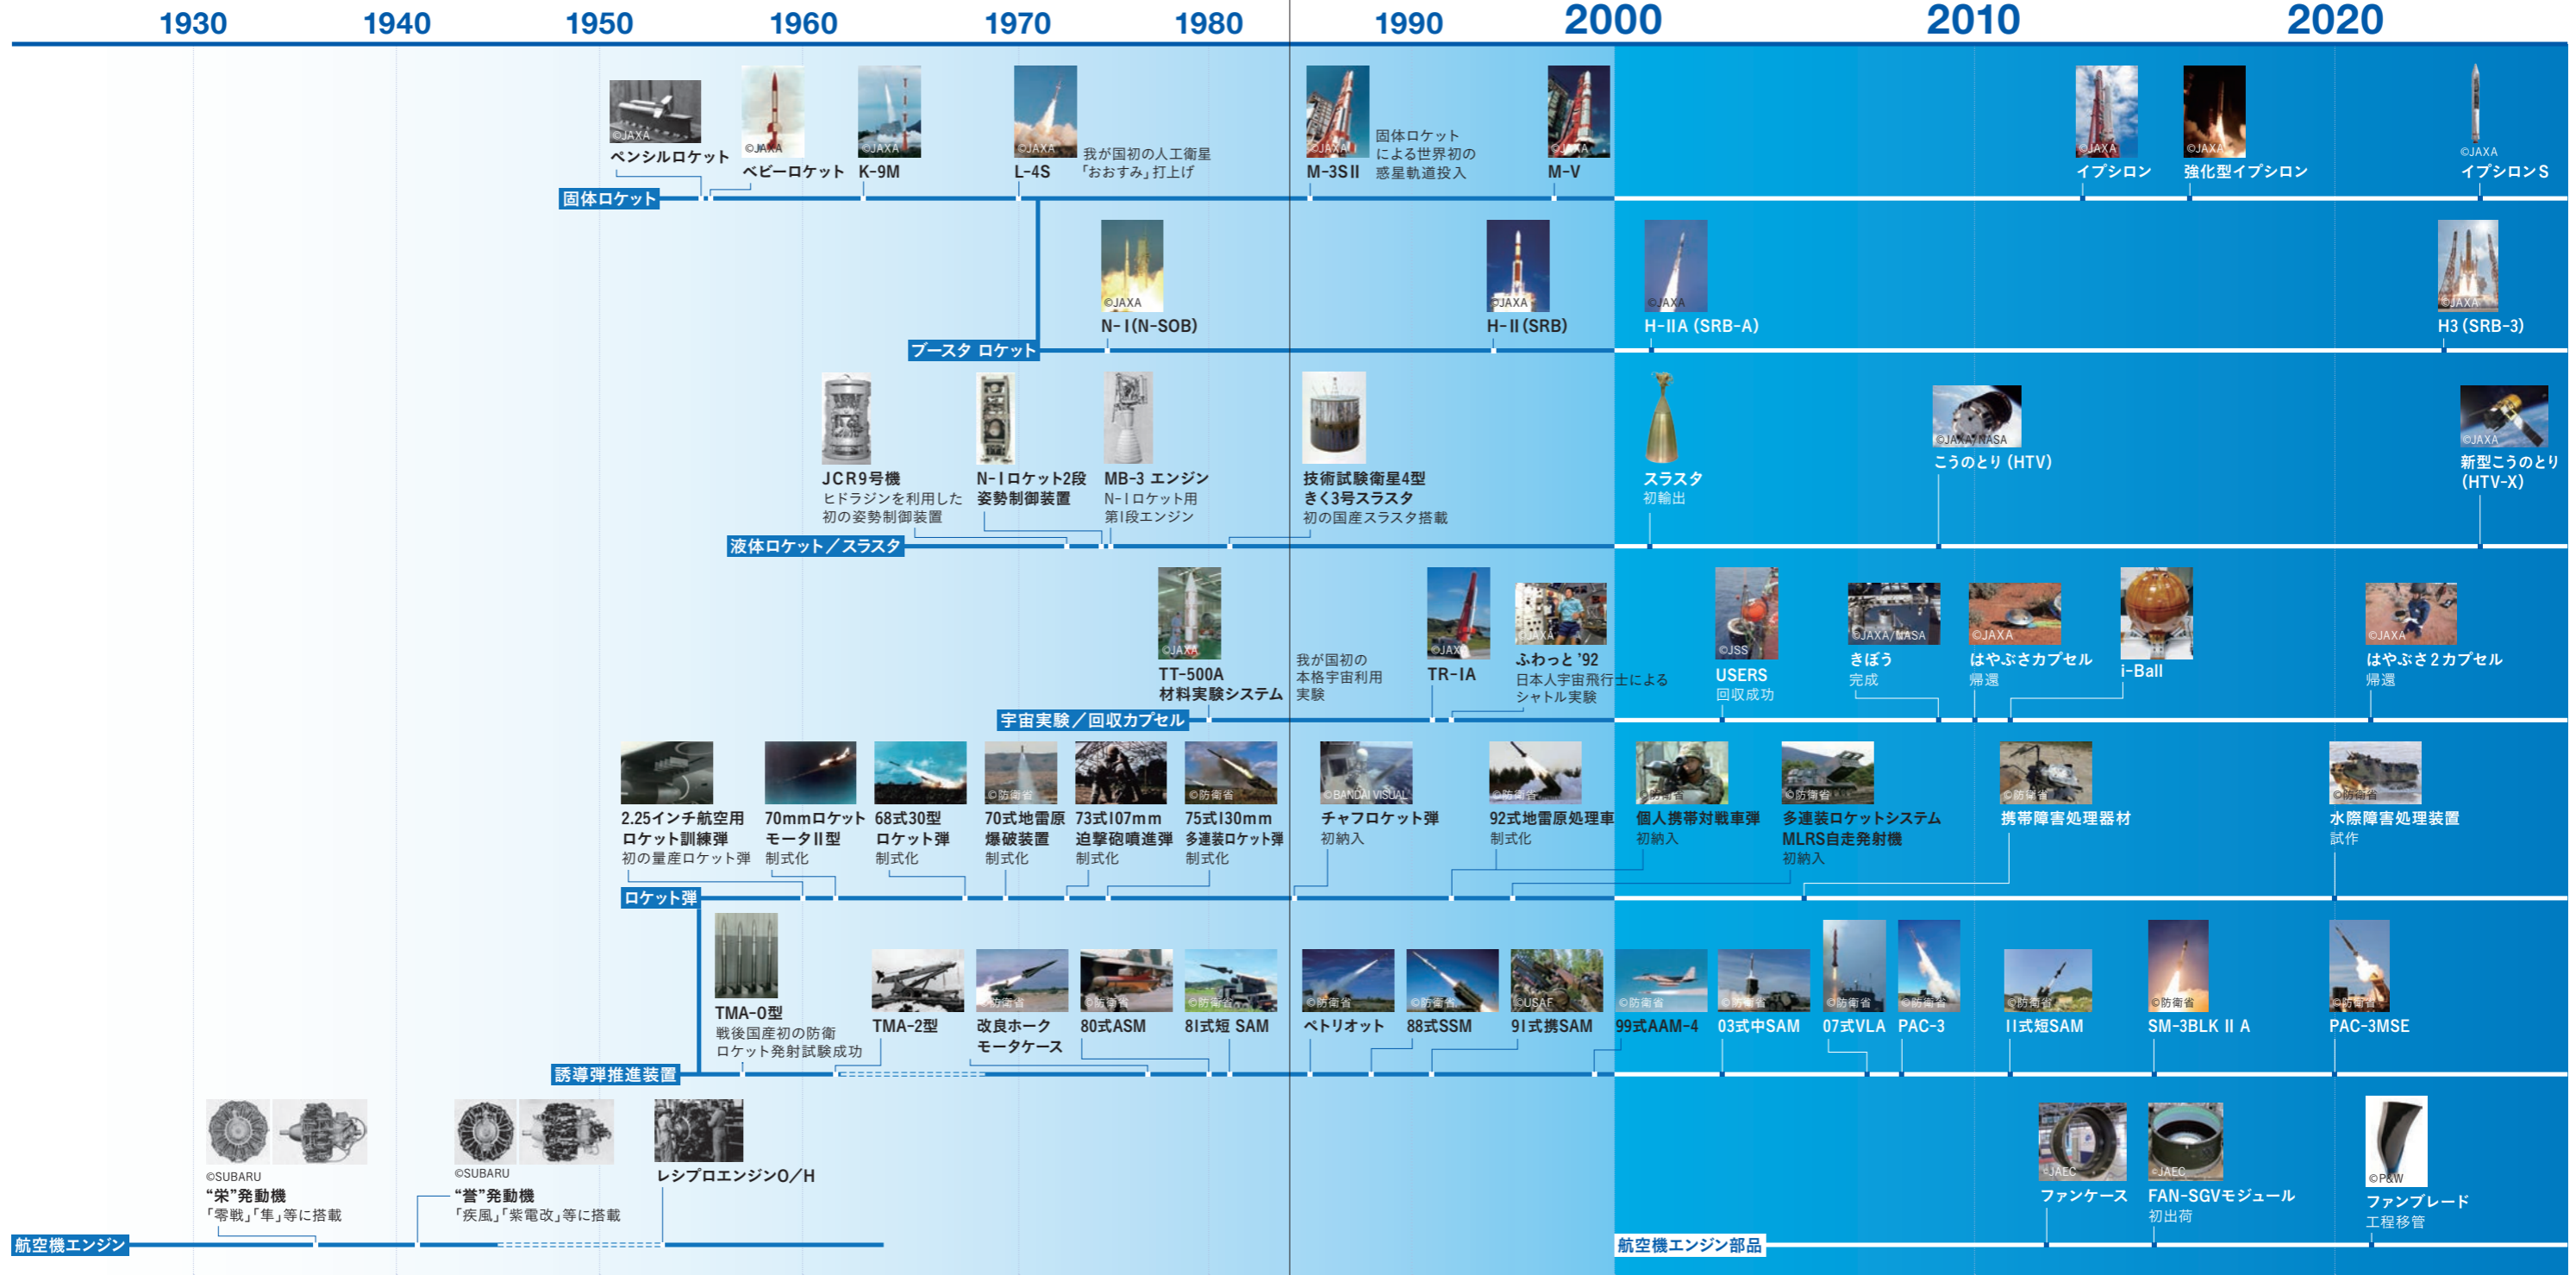 1930 1940 1950 1960 1970 1980 1990 2000 2010 2020
©JAXA
ペンシルロケット
©JAXA
ベビーロケット
©JAXA
K-9M
©JAXA
L-4S
我が国初の人工衛星
「おおすみ」打上げ
©JAXA
M-3SⅡ
固体ロケット
による世界初の
惑星軌道投入
©JAXA
M-V
©JAXA
イプシロン
©JAXA
強化型イプシロン
©JAXA
イプシロンS
固体ロケット
©JAXA
N-Ⅰ(N-SOB)
©JAXA
H-Ⅱ(SRB)
©JAXA
H-ⅡA (SRB-A)
©JAXA
H3 (SRB-3)
ブースタ ロケット
JCR9号機
ヒドラジンを利用した
初の姿勢制御装置
N-Ⅰロケット2段
姿勢制御装置
MB-3 エンジン
N-Ⅰロケット用
第1段エンジン
技術試験衛星4型
きく3号スラスタ
初の国産スラスタ搭載
スラスタ
初輸出
©JAXA/NASA
こうのとり (HTV)
©JAXA
新型こうのとり
(HTV-X)
液体ロケット／スラスタ
©JAXA
TT-500A
材料実験システム
我が国初の
本格宇宙利用
実験
©JAXA
TR-IA
©JAXA
ふわっと'92
日本人宇宙飛行士による
シャトル実験
©JSS
USERS
回収成功
©JAXA/NASA
きぼう
完成
©JAXA
はやぶさカプセル
帰還
i-Ball
©JAXA
はやぶさ2カプセル
帰還
宇宙実験／回収カプセル
2.25インチ航空用
ロケット訓練弾
初の量産ロケット弾
70mmロケット
モータⅡ型
制式化
68式30型
ロケット弾
制式化
©防衛省
70式地雷原
爆破装置
制式化
73式107mm
迫撃砲噴進弾
制式化
©防衛省
75式130mm
多連装ロケット弾
制式化
©BANDAI VISUAL
チャフロケット弾
初納入
©防衛省
92式地雷原処理車
制式化
©防衛省
個人携帯対戦車弾
初納入
©防衛省
多連装ロケットシステム
MLRS自走発射機
初納入
©防衛省
携帯障害処理器材
©防衛省
水際障害処理装置
試作
ロケット弾
TMA-0型
戦後国産初の防衛
ロケット発射試験成功
TMA-2型
©防衛省
改良ホーク
モータケース
©防衛省
80式ASM
©防衛省
81式短 SAM
©防衛省
ペトリオット
©防衛省
88式SSM
©USAF
91式携SAM
©防衛省
99式AAM-4
©防衛省
03式中SAM
©防衛省
07式VLA
©防衛省
PAC-3
©防衛省
11式短SAM
©防衛省
SM-3BLK Ⅱ A
©防衛省
PAC-3MSE
誘導弾推進装置
©SUBARU
“栄”発動機
「零戦」「隼」等に搭載
©SUBARU
“誉”発動機
「疾風」「紫電改」等に搭載
レシプロエンジンO／H
©JAEC
ファンケース
©JAEC
FAN-SGVモジュール
初出荷
©P&W
ファンブレード
工程移管
航空機エンジン
航空機エンジン部品